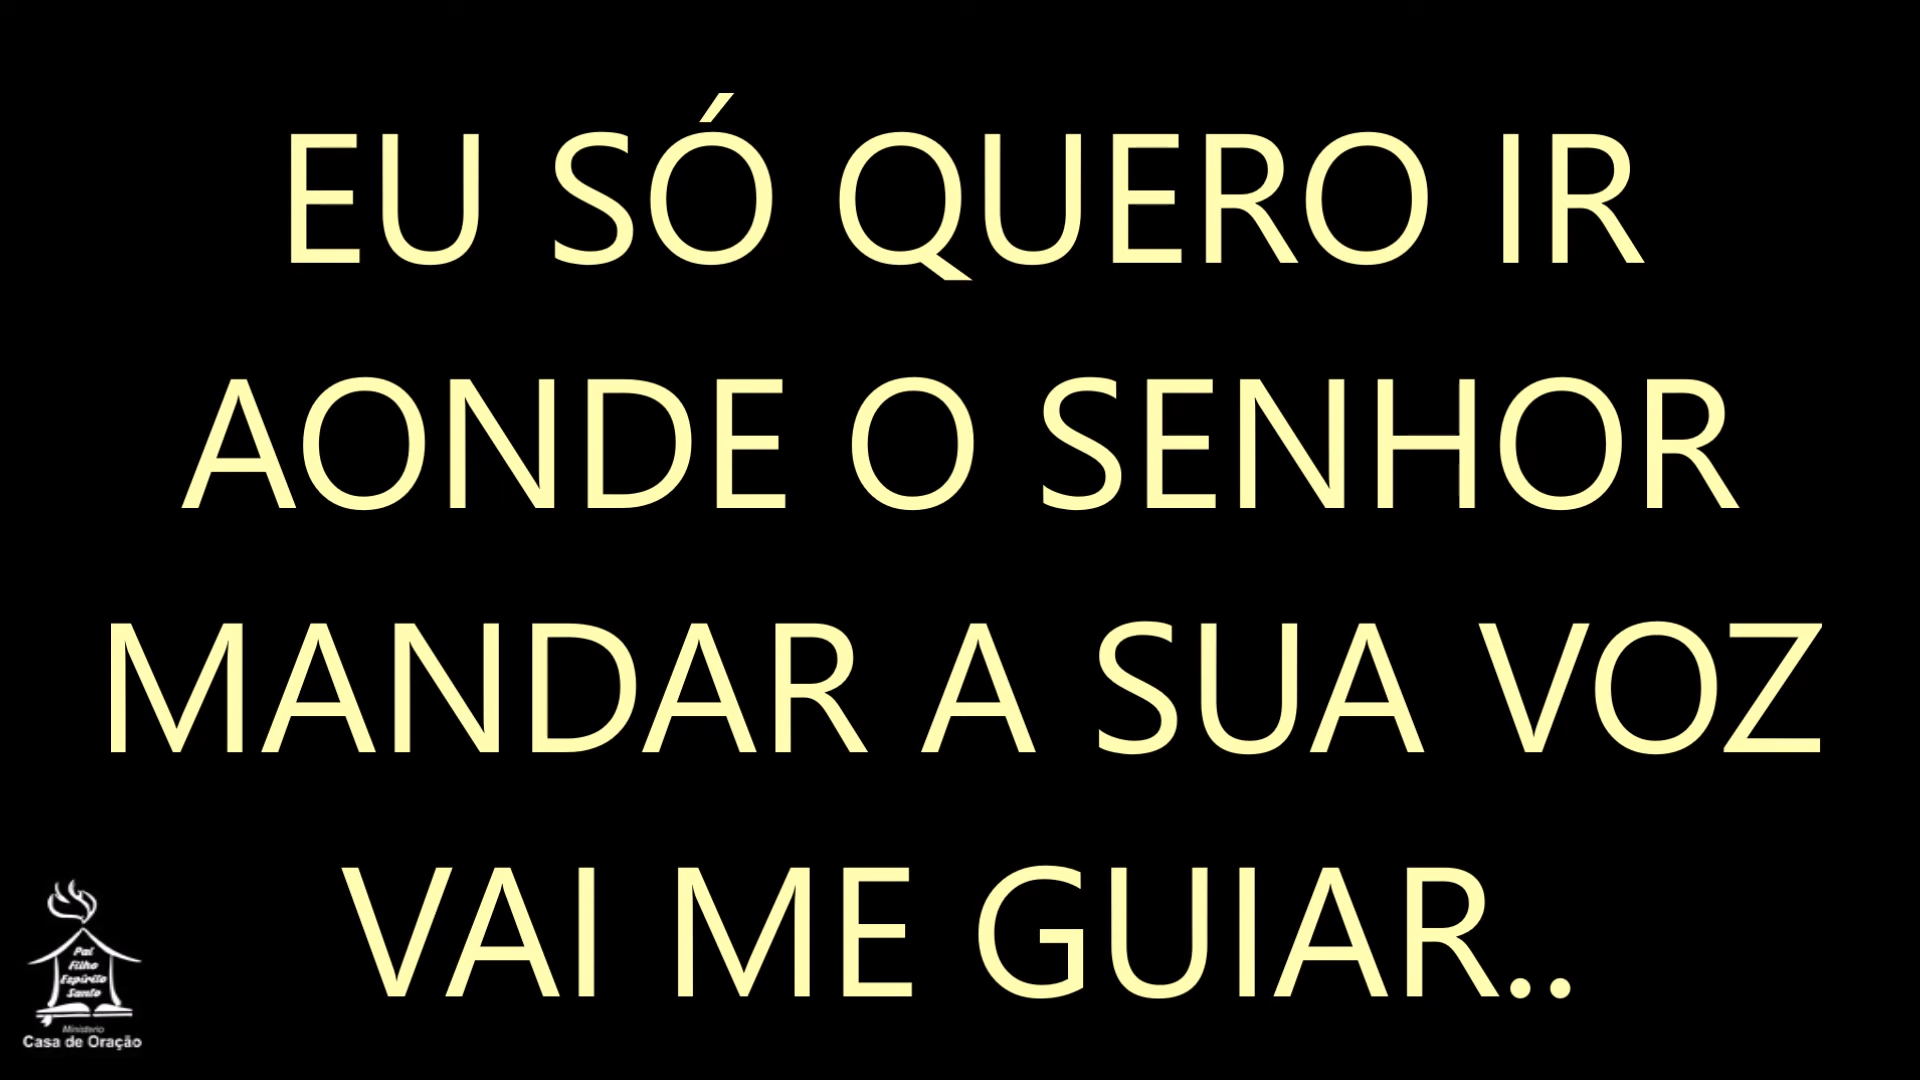 EU SÓ QUERO IR
AONDE O SENHOR
MANDAR A SUA VOZ
VAI ME GUIAR..
Pai
Filho
Espírito
Santo
Ministerio
Casa de Oração